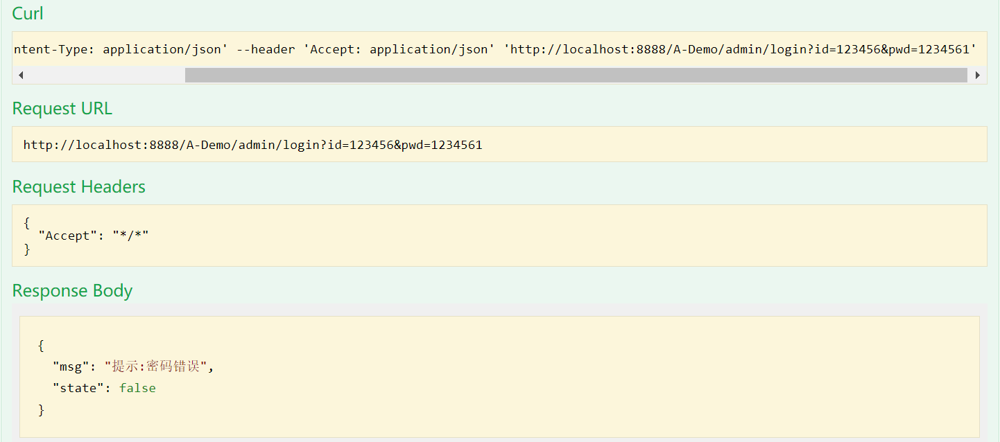 Curl
ntent-Type: application/json' --header 'Accept: application/json' 'http://localhost:8888/A-Demo/admin/login?id=123456&pwd=1234561'
Request URL
http://localhost:8888/A-Demo/admin/login?id=123456&pwd=1234561
Request Headers
{
"Accept": "*/*"
}
Response Body
{
"msg": "提示:密码错误",
"state": false
}